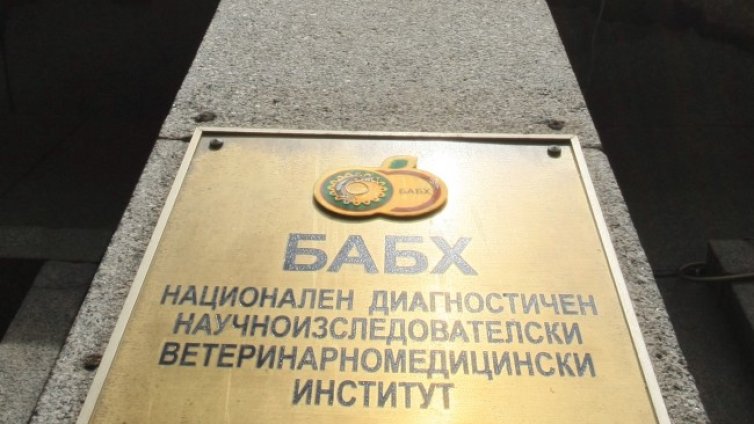 БАБХ
БАБХ
НАЦИОНАЛЕН ДИАГНОСТИЧЕН
НАУЧНОИЗСЛЕДОВАТЕЛСКИ
ВЕТЕРИНАРНОМЕДИЦИНСКИ
ИНСТИТУТ